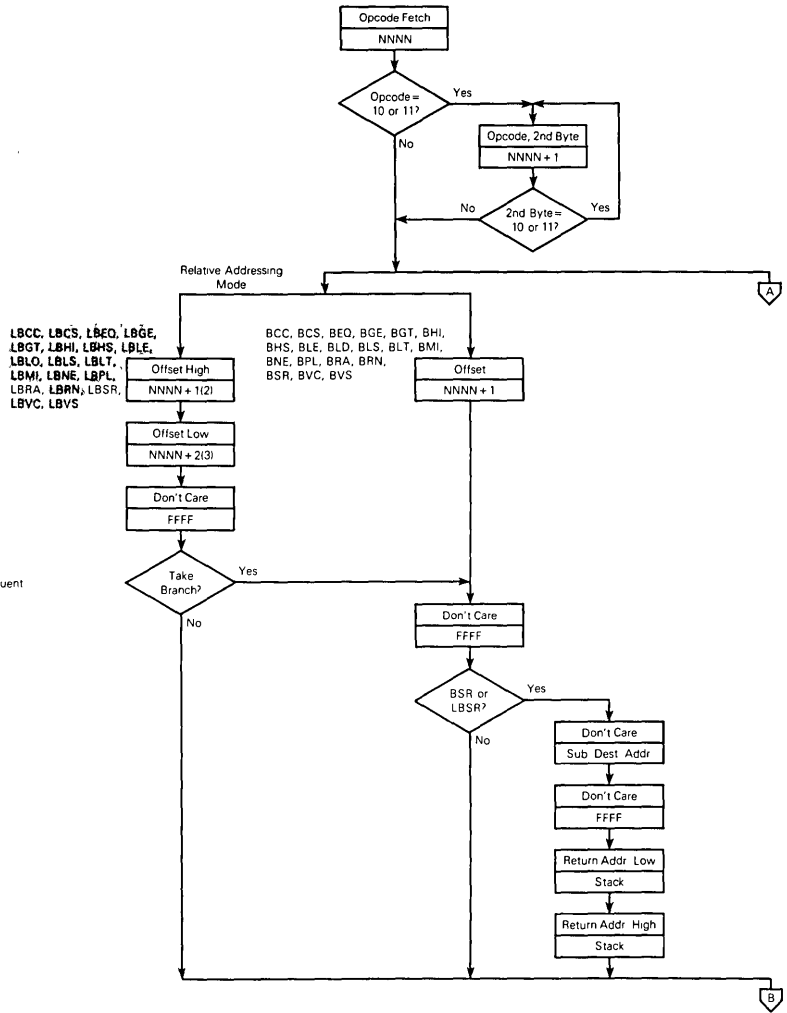 Opcode Fetch
NNNN
Opcode =
10 or 11?
Yes
No
Opcode, 2nd Byte
NNNN + 1
2nd Byte =
10 or 11?
No
Yes
A
Relative Addressing
Mode
LBCC, LBCS, LBEQ, LBGE,
LBGT, LBHI, LBHS, LBLE,
LBLO, LBLS, LBLT,
LBMI, LBNE, LBPL,
LBRA, LBRN, LBSR,
LBVC, LBVS
BCC, BCS, BEQ, BGE, BGT, BHI,
BHS, BLE, BLD, BLS, BLT, BMI,
BNE, BPL, BRA, BRN,
BSR, BVC, BVS
Offset High
NNNN + 1(2)
Offset
NNNN + 1
Offset Low
NNNN + 2(3)
Don't Care
FFFF
Take
Branch?
Yes
No
uent
Don't Care
FFFF
BSR or
LBSR?
Yes
No
Don't Care
Sub Dest Addr
Don't Care
FFFF
Return Addr Low
Stack
Return Addr High
Stack
B